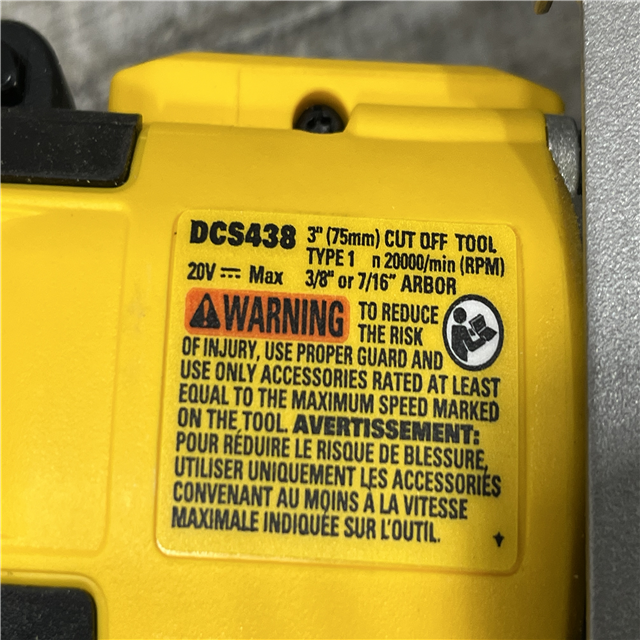 DCS438 3" (75mm) CUT OFF TOOL
TYPE 1 n 20000/min (RPM)
20V ⎓ Max 3/8" or 7/16" ARBOR
⚠WARNING TO REDUCE
THE RISK
OF INJURY, USE PROPER GUARD AND
USE ONLY ACCESSORIES RATED AT LEAST
EQUAL TO THE MAXIMUM SPEED MARKED
ON THE TOOL. AVERTISSEMENT:
POUR RÉDUIRE LE RISQUE DE BLESSURE,
UTILISER UNIQUEMENT LES ACCESSORIES
CONVENANT AU MOINS À LA VITESSE
MAXIMALE INDIQUÉE SUR L'OUTIL.